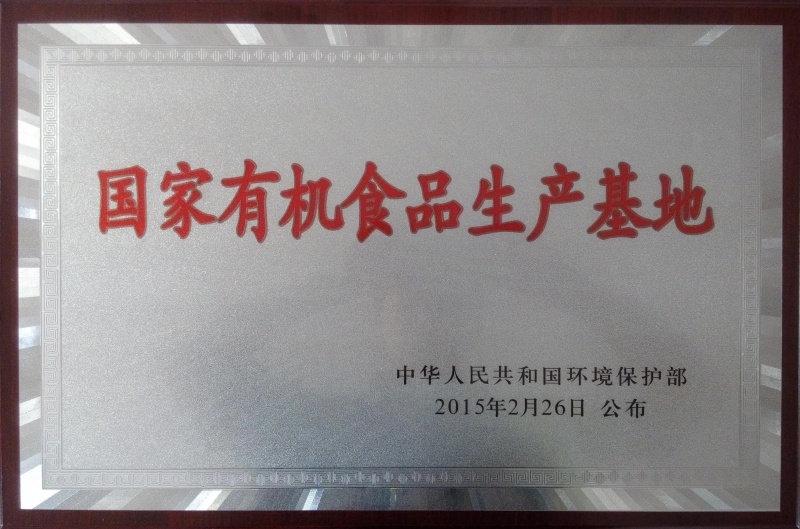 国家有机食品生产基地
中华人民共和国环境保护部
2015年2月26日 公布